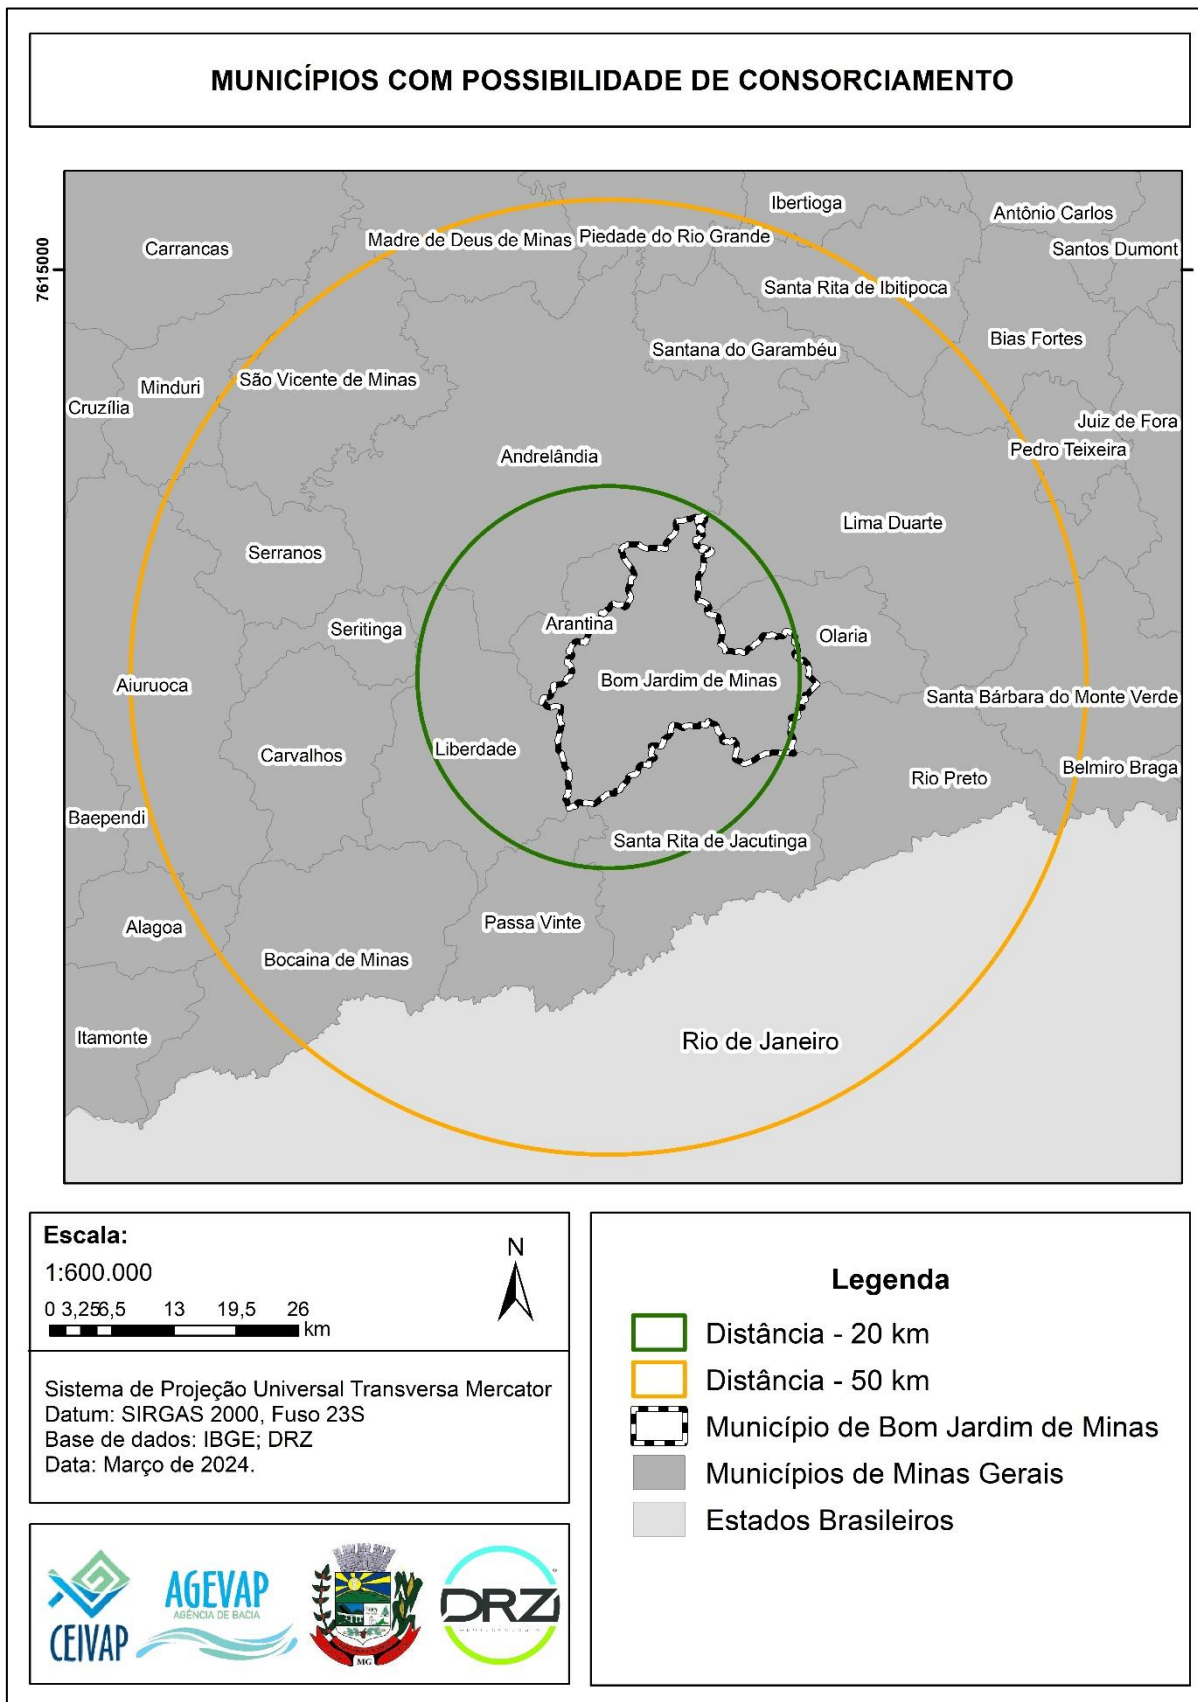 MUNICÍPIOS COM POSSIBILIDADE DE CONSORCIAMENTO
7615000
Ibertioga
Antônio Carlos
Carrancas
Madre de Deus de Minas
Piedade do Rio Grande
Santos Dumont
Santa Rita de Ibitipoca
Bias Fortes
Santana do Garambéu
Minduri
São Vicente de Minas
Cruzília
Juiz de Fora
Pedro Teixeira
Andrelândia
Lima Duarte
Serranos
Arantina
Seritinga
Olaria
Bom Jardim de Minas
Aiuruoca
Santa Bárbara do Monte Verde
Liberdade
Carvalhos
Belmiro Braga
Rio Preto
Baependi
Santa Rita de Jacutinga
Passa Vinte
Alagoa
Bocaina de Minas
Itamonte
Rio de Janeiro
Escala:
1:600.000
N
0 3,25 6,5 13 19,5 26
km
Sistema de Projeção Universal Transversa Mercator
Datum: SIRGAS 2000, Fuso 23S
Base de dados: IBGE; DRZ
Data: Março de 2024.
Legenda
Distância - 20 km
Distância - 50 km
Município de Bom Jardim de Minas
Municípios de Minas Gerais
Estados Brasileiros
CEIVAP
AGEVAP
AGÊNCIA DE BACIA
MG
DRZ